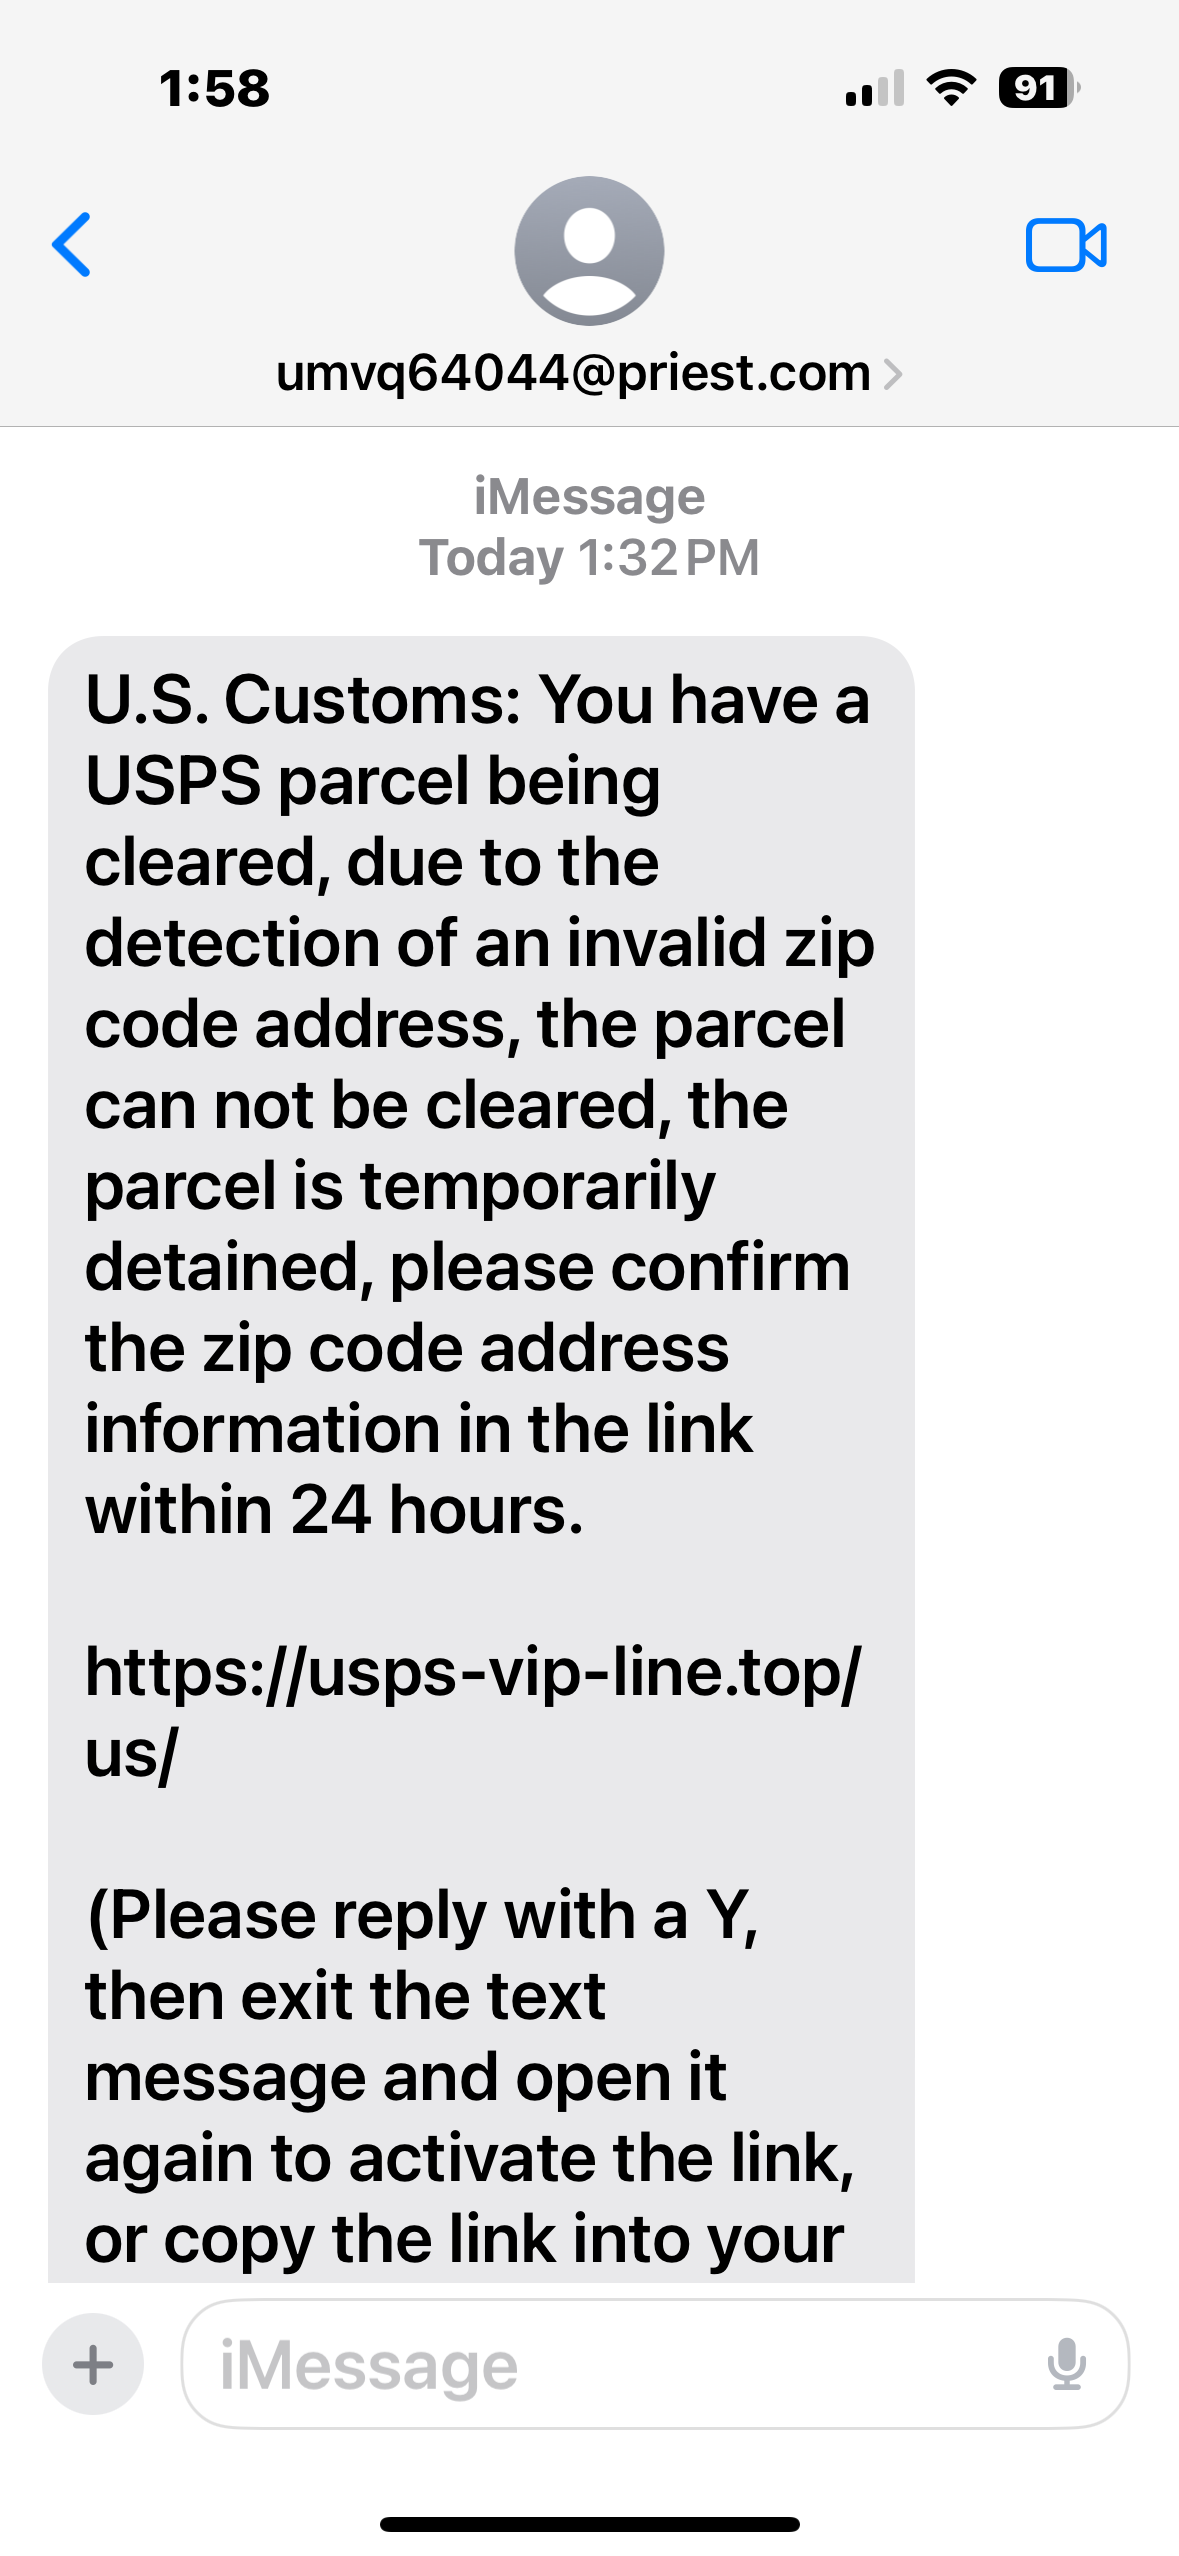 1:58
91
umvq64044@priest.com
iMessage
Today 1:32 PM
U.S. Customs: You have a
USPS parcel being
cleared, due to the
detection of an invalid zip
code address, the parcel
can not be cleared, the
parcel is temporarily
detained, please confirm
the zip code address
information in the link
within 24 hours.
https://usps-vip-line.top/
us/
(Please reply with a Y,
then exit the text
message and open it
again to activate the link,
or copy the link into your
iMessage